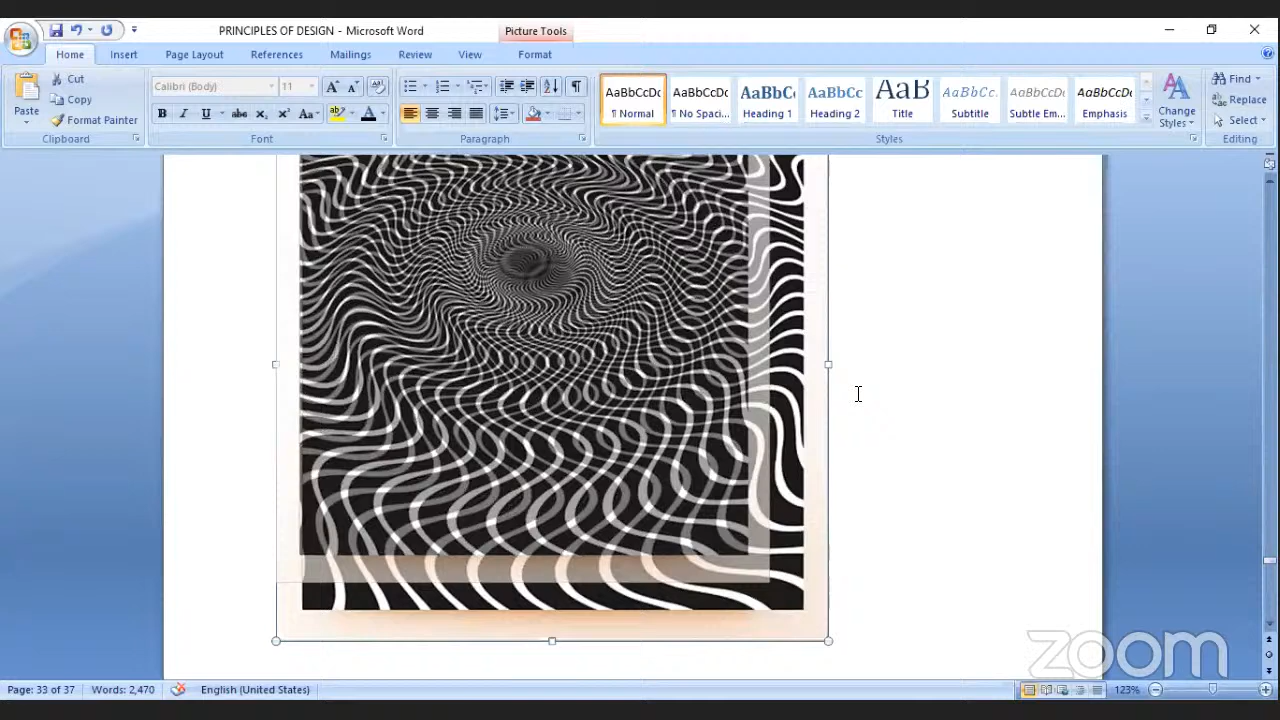 PRINCIPLES OF DESIGN - Microsoft Word
Picture Tools
Home Insert Page Layout References Mailings Review View Format
Paste
Cut
Copy
Format Painter
Clipboard
Calibri (Body) 11
Font
Paragraph
AaBbCcDc AaBbCcDc AaBbC AaBbCc AaB AaBbCc. AaBbCcDc AaBbCcDc
¶ Normal ¶ No Spaci... Heading 1 Heading 2 Title Subtitle Subtle Em... Emphasis
Change Styles
Styles
Find
Replace
Select
Editing
zoom
Page: 33 of 37 Words: 2,470 English (United States) 123%